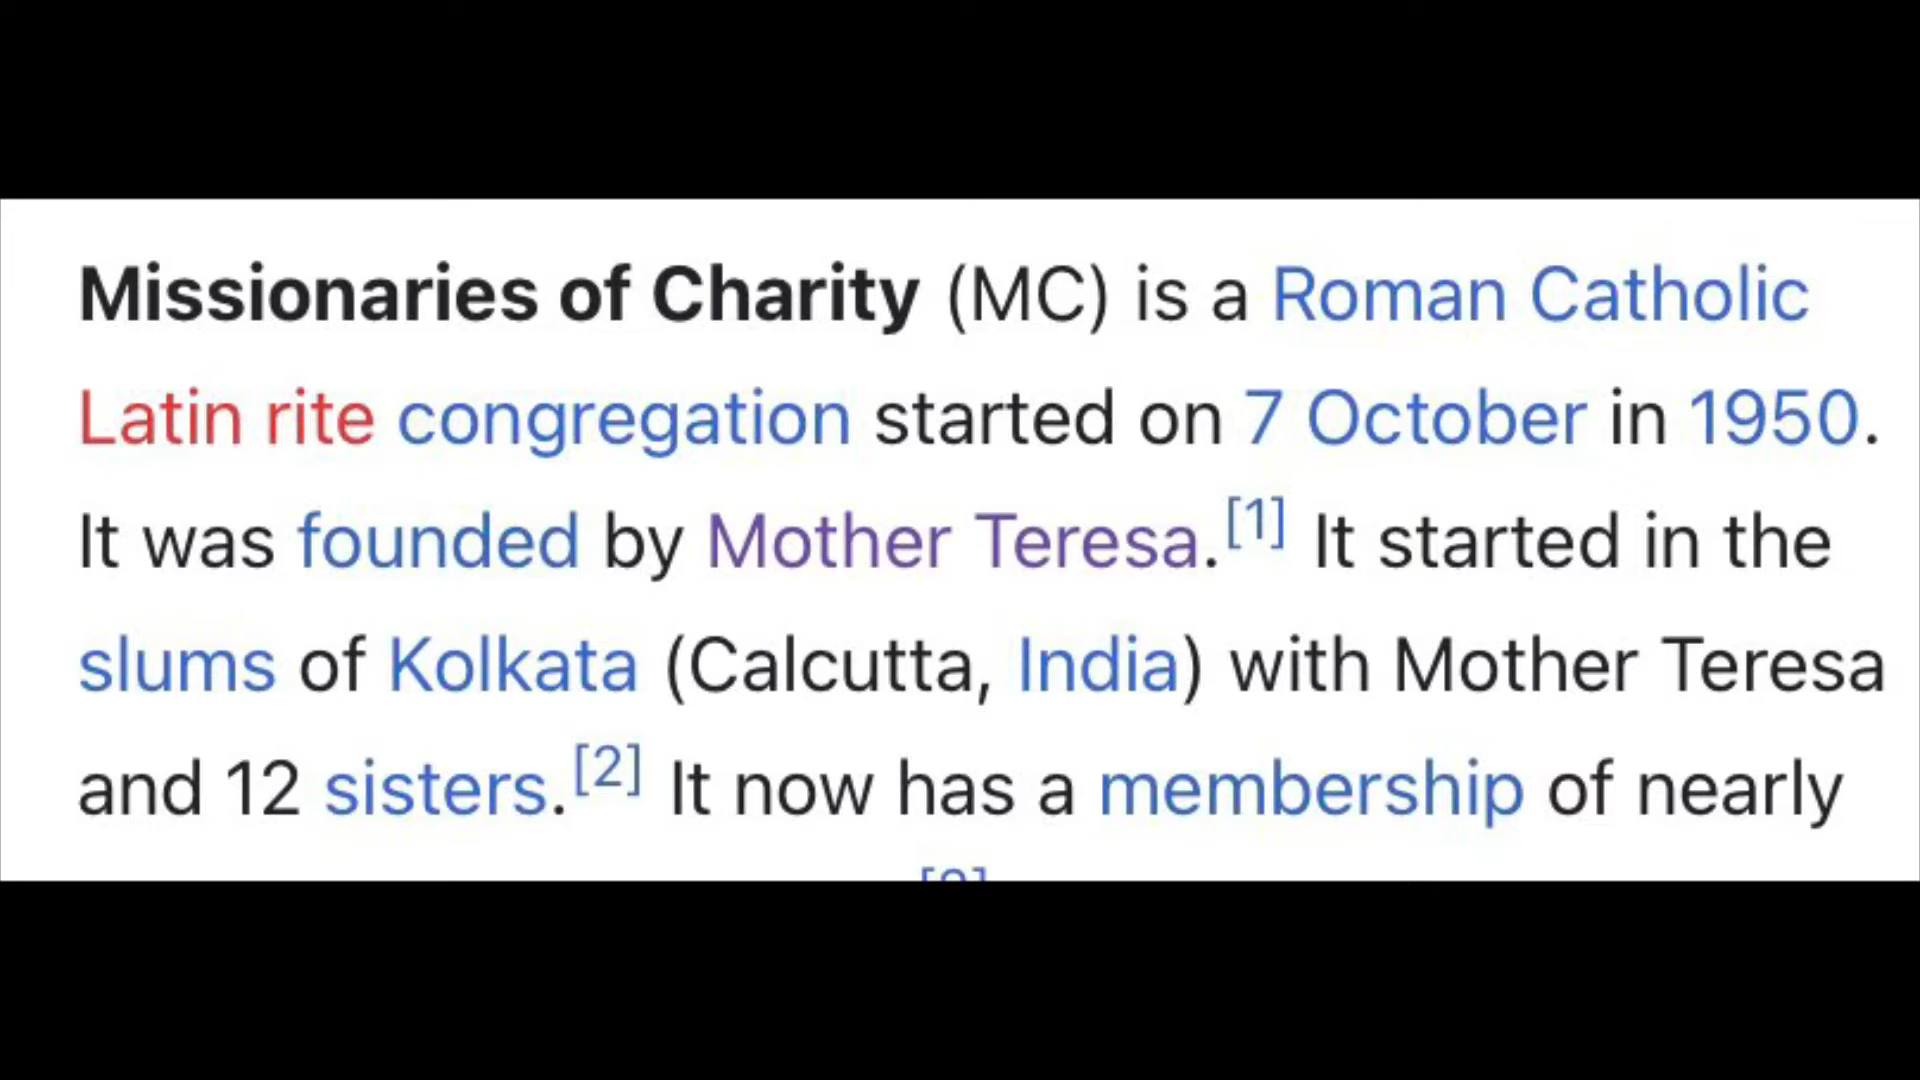 Missionaries of Charity (MC) is a Roman Catholic
Latin rite congregation started on 7 October in 1950.
It was founded by Mother Teresa.[1] It started in the
slums of Kolkata (Calcutta, India) with Mother Teresa
and 12 sisters.[2] It now has a membership of nearly